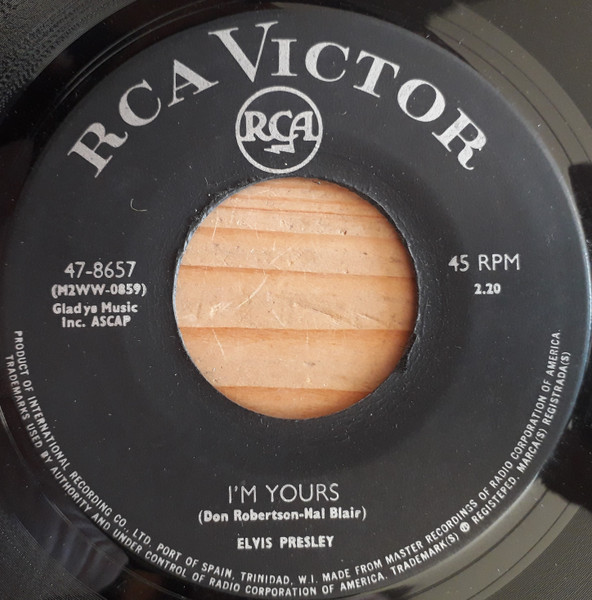 RCA VICTOR
RCA
47-8657
(M2WW-0859)
Gladys Music
Inc. ASCAP
45 RPM
2.20
I'M YOURS
(Don Robertson-Hal Blair)
ELVIS PRESLEY
PRODUCT OF INTERNATIONAL RECORDING CO., LTD. PORT OF SPAIN, TRINIDAD, W.I. MADE FROM MASTER RECORDINGS OF RADIO CORPORATION OF AMERICA.
TRADEMARKS USED BY AUTHORITY AND UNDER CONTROL OF RADIO CORPORATION OF AMERICA. TRADEMARK(S) ® REGISTEPED. MARCA(S) REGISTRADA(S)